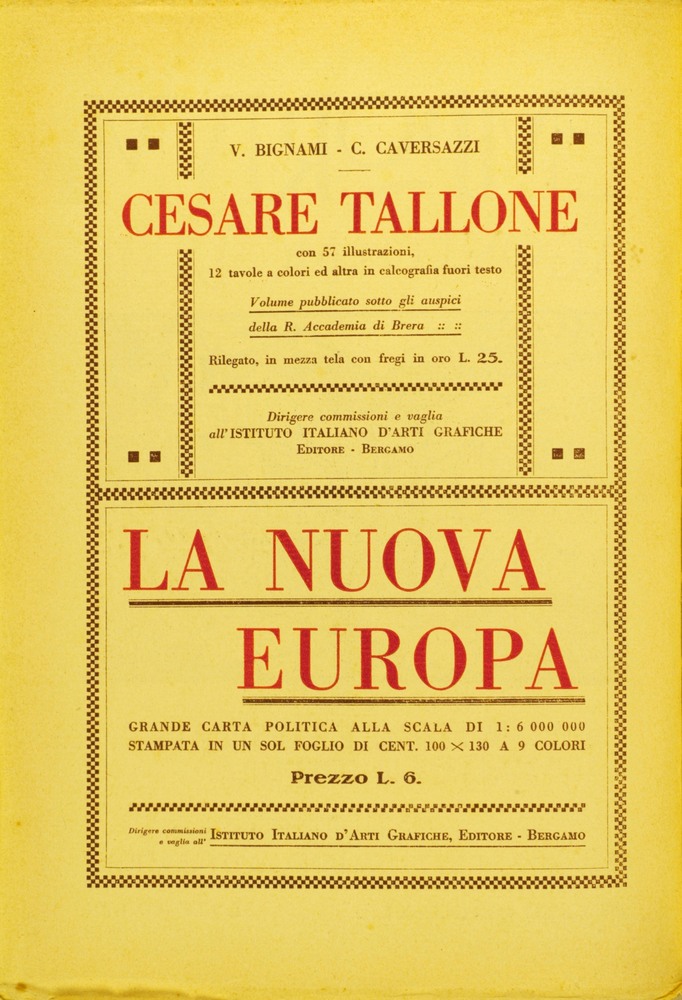 V. BIGNAMI - C. CAVERSAZZI
CESARE TALLONE
con 57 illustrazioni,
12 tavole a colori ed altra in calcografia fuori testo
Volume pubblicato sotto gli auspici
della R. Accademia di Brera :: ::
Rilegato, in mezza tela con fregi in oro L. 25.
Dirigere commissioni e vaglia
all' ISTITUTO ITALIANO D'ARTI GRAFICHE
EDITORE - BERGAMO
LA NUOVA
EUROPA
GRANDE CARTA POLITICA ALLA SCALA DI 1: 6 000 000
STAMPATA IN UN SOL FOGLIO DI CENT. 100 × 130 A 9 COLORI
Prezzo L. 6.
Dirigere commissioni
e vaglia all' ISTITUTO ITALIANO D'ARTI GRAFICHE, EDITORE - BERGAMO